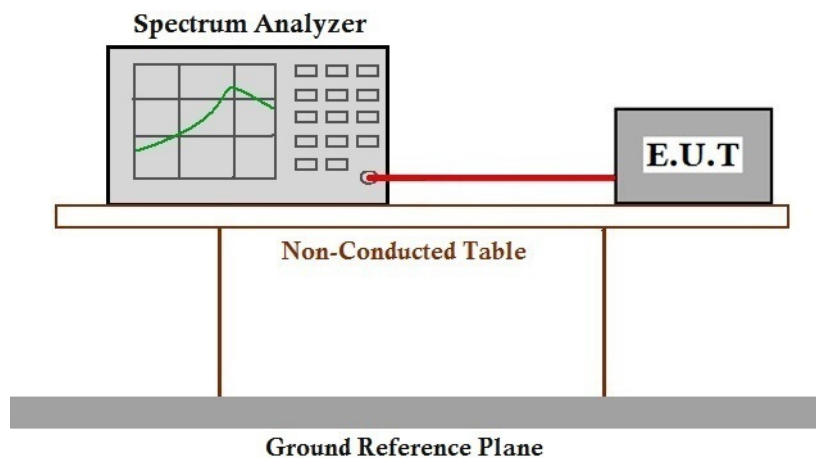 Spectrum Analyzer
E.U.T
Non-Conducted Table
Ground Reference Plane